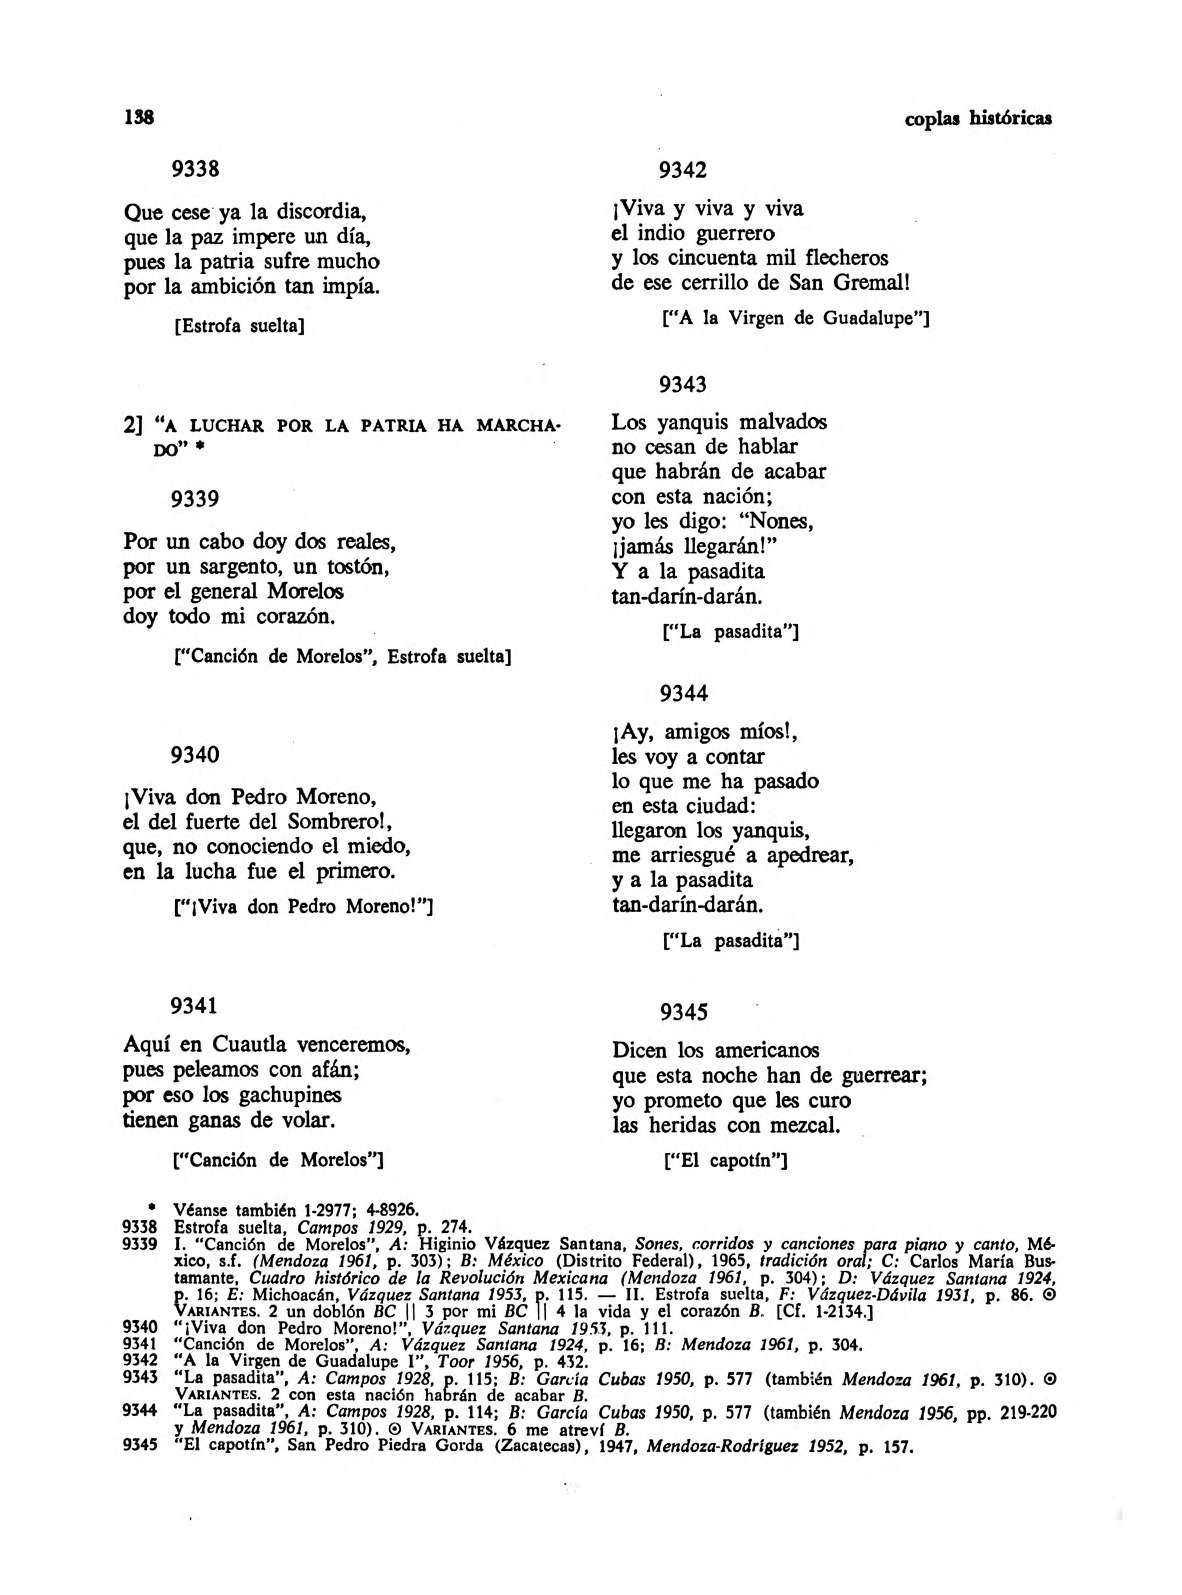 138
coplas históricas
9338
Que cese ya la discordia,
que la paz impere un día,
pues la patria sufre mucho
por la ambición tan impía.
[Estrofa suelta]
2] “A LUCHAR POR LA PATRIA HA MARCHA-
DO” *
9339
Por un cabo doy dos reales,
por un sargento, un tostón,
por el general Morelos
doy todo mi corazón.
[“Canción de Morelos”, Estrofa suelta]
9340
¡Viva don Pedro Moreno,
el del fuerte del Sombrero!,
que, no conociendo el miedo,
en la lucha fue el primero.
[“¡Viva don Pedro Moreno!”]
9341
Aquí en Cuautla venceremos,
pues peleamos con afán;
por eso los gachupines
tienen ganas de volar.
[“Canción de Morelos”]
9342
¡Viva y viva y viva
el indio guerrero
y los cincuenta mil flecheros
de ese cerrillo de San Gremal!
[“A la Virgen de Guadalupe”]
9343
Los yanquis malvados
no cesan de hablar
que habrán de acabar
con esta nación;
yo les digo: “Nones,
¡jamás llegarán!”
Y a la pasadita
tan-darín-darán.
[“La pasadita”]
9344
¡Ay, amigos míos!,
les voy a contar
lo que me ha pasado
en esta ciudad:
llegaron los yanquis,
me arriesgué a apedrear,
y a la pasadita
tan-darín-darán.
[“La pasadita”]
9345
Dicen los americanos
que esta noche han de guerrear;
yo prometo que les curo
las heridas con mezcal.
[“El capotín”]
* Véanse también 1-2977; 4-8926.
9338 Estrofa suelta, Campos 1929, p. 274.
9339 I. “Canción de Morelos”, A: Higinio Vázquez Santana, Sones, corridos y canciones para piano y canto, Mé-
xico, s.f. (Mendoza 1961, p. 303); B: México (Distrito Federal), 1965, tradición oral; C: Carlos María Bus-
tamante, Cuadro histórico de la Revolución Mexicana (Mendoza 1961, p. 304); D: Vázquez Santana 1924,
p. 16; E: Michoacán, Vázquez Santana 1953, p. 115. — II. Estrofa suelta, F: Vázquez-Dávila 1931, p. 86. ⊙
VARIANTES. 2 un doblón BC || 3 por mi BC || 4 la vida y el corazón B. [Cf. 1-2134.]
9340 “¡Viva don Pedro Moreno!”, Vázquez Santana 1953, p. 111.
9341 “Canción de Morelos”, A: Vázquez Santana 1924, p. 16; B: Mendoza 1961, p. 304.
9342 “A la Virgen de Guadalupe I”, Toor 1956, p. 432.
9343 “La pasadita”, A: Campos 1928, p. 115; B: García Cubas 1950, p. 577 (también Mendoza 1961, p. 310). ⊙
VARIANTES. 2 con esta nación habrán de acabar B.
9344 “La pasadita”, A: Campos 1928, p. 114; B: García Cubas 1950, p. 577 (también Mendoza 1956, pp. 219-220
y Mendoza 1961, p. 310). ⊙ VARIANTES. 6 me atreví B.
9345 “El capotín”, San Pedro Piedra Gorda (Zacatecas), 1947, Mendoza-Rodríguez 1952, p. 157.